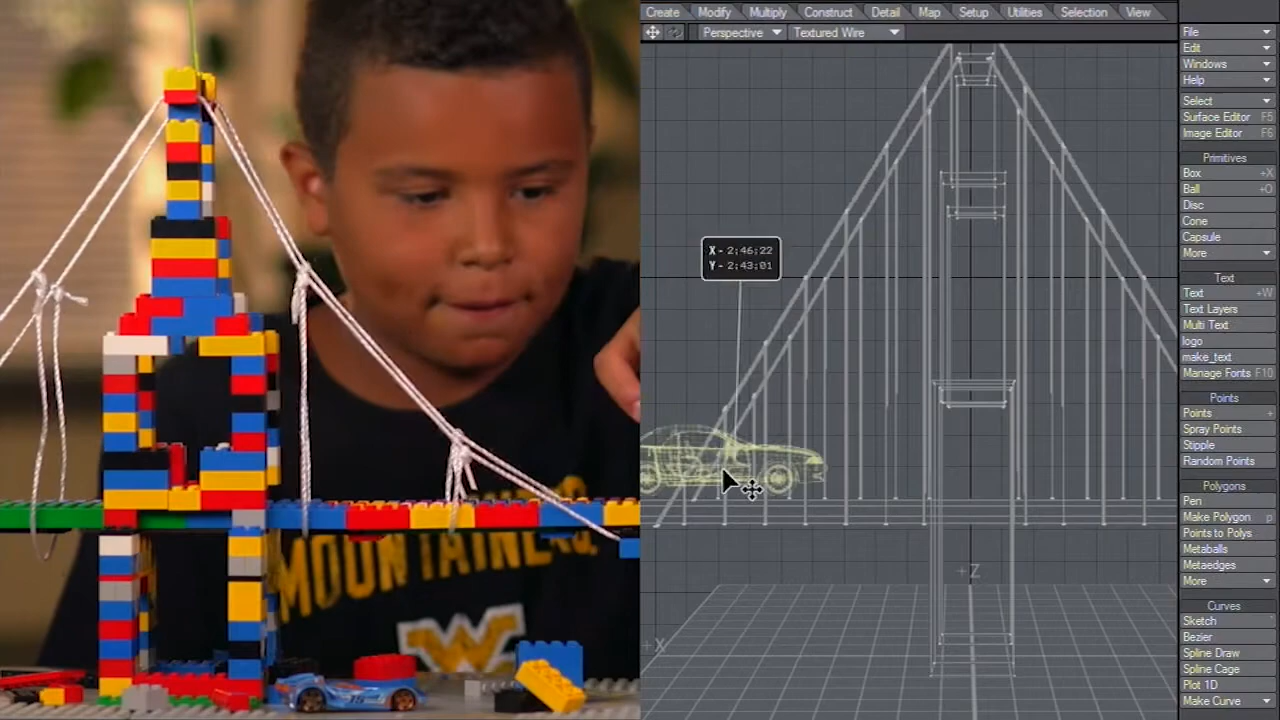 MOUNTAINEERS
W
15
Create Modify Multiply Construct Detail Map Setup Utilities Selection View
Perspective Textured Wire
X - 2;46;22
Y - 2;43;01
+Z
+X
File
Edit
Windows
Help
Select
Surface Editor F5
Image Editor F6
Primitives
Box +X
Ball +O
Disc
Cone
Capsule
More
Text
Text +W
Text Layers
Multi Text
logo
make_text
Manage Fonts F10
Points
Points +
Spray Points
Stipple
Random Points
Polygons
Pen
Make Polygon p
Points to Polys
Metaballs
Metaedges
More
Curves
Sketch
Bezier
Spline Draw
Spline Cage
Plot 1D
Make Curve